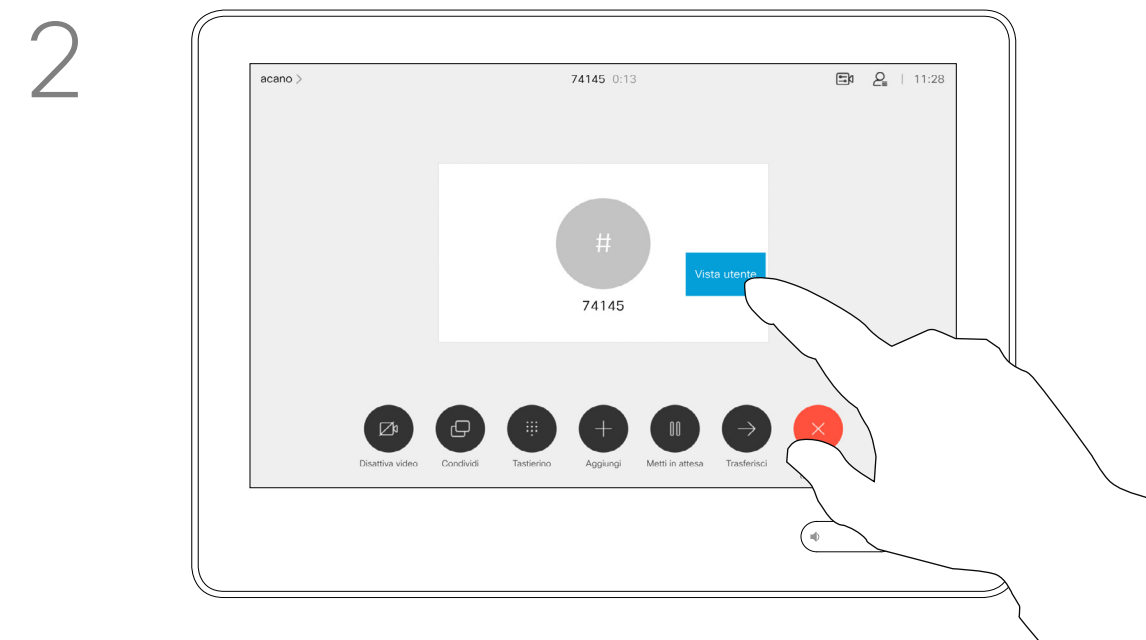 2
acano >
74145 0:13
11:28
#
Vista utente
74145
Disattiva video
Condividi
Tastierino
Aggiungi
Metti in attesa
Trasferisci